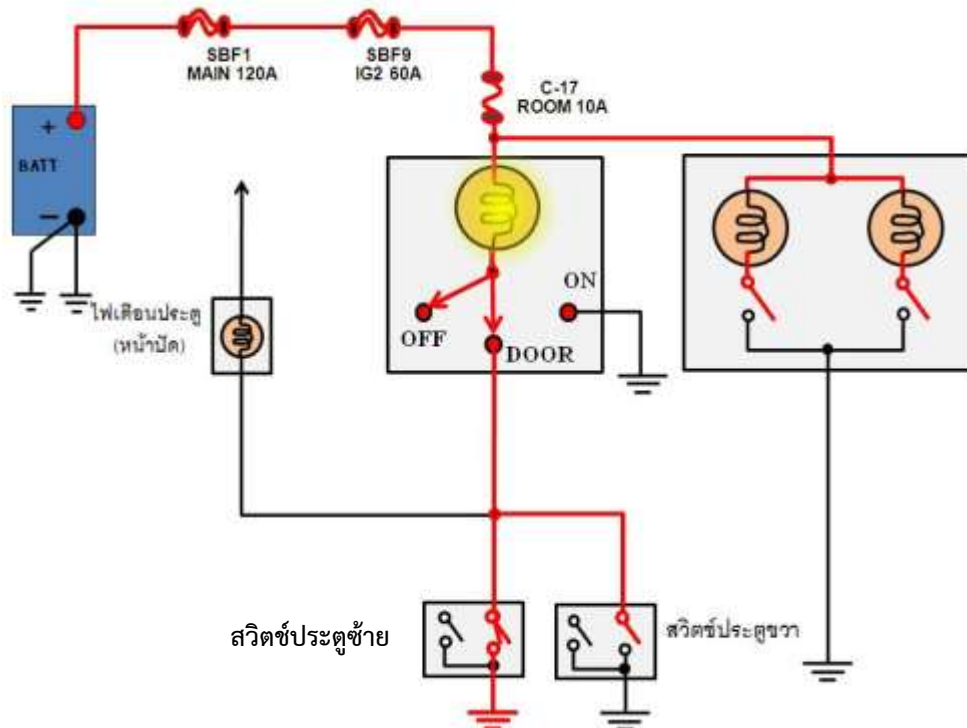 SBF1
MAIN 120A
SBF9
IG2 60A
C-17
ROOM 10A
+
BATT
−
ไฟเตือนประตู
(หน้าปัด)
ON
OFF
DOOR
สวิตช์ประตูซ้าย
สวิตช์ประตูขวา